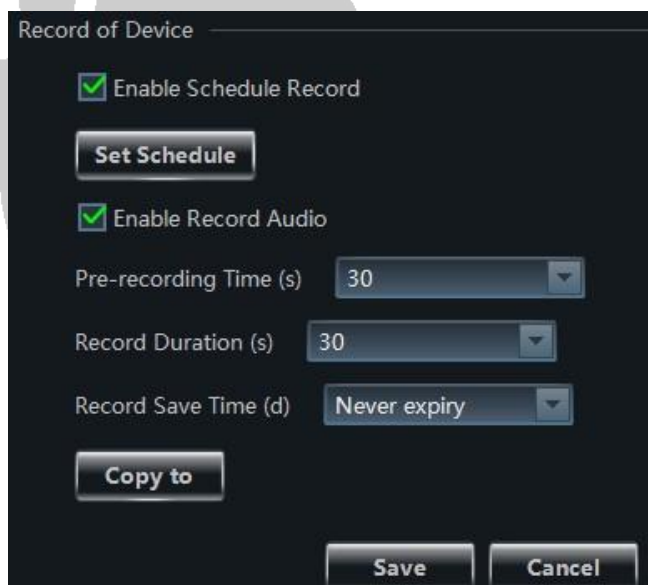 Record of Device
Enable Schedule Record
Set Schedule
Enable Record Audio
Pre-recording Time (s) 30
Record Duration (s) 30
Record Save Time (d) Never expiry
Copy to
Save Cancel